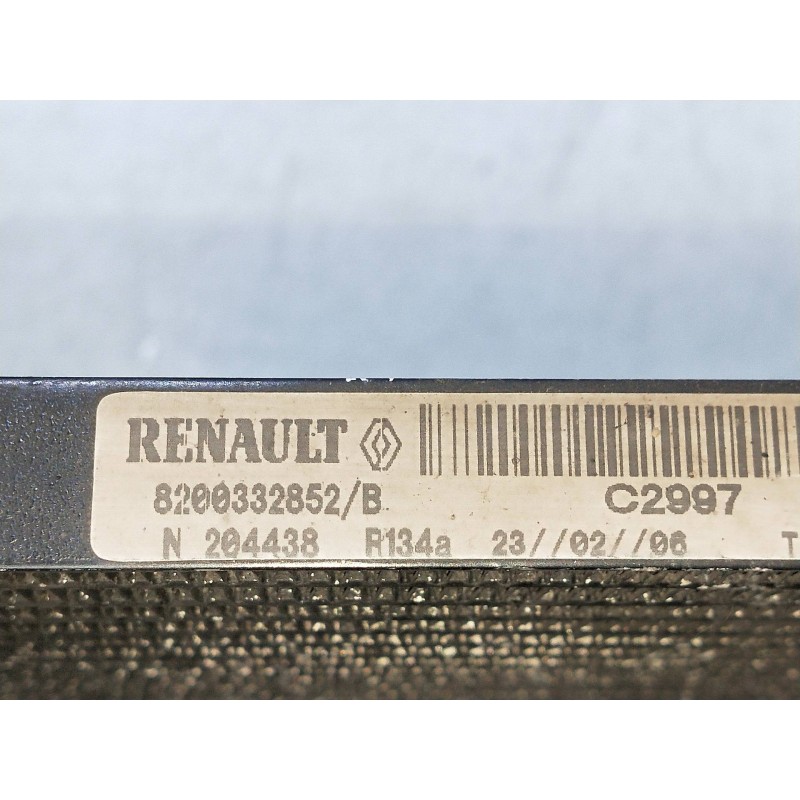 RENAULT
8200332852/B C2997
N 204438 R134a 23//02//06 T